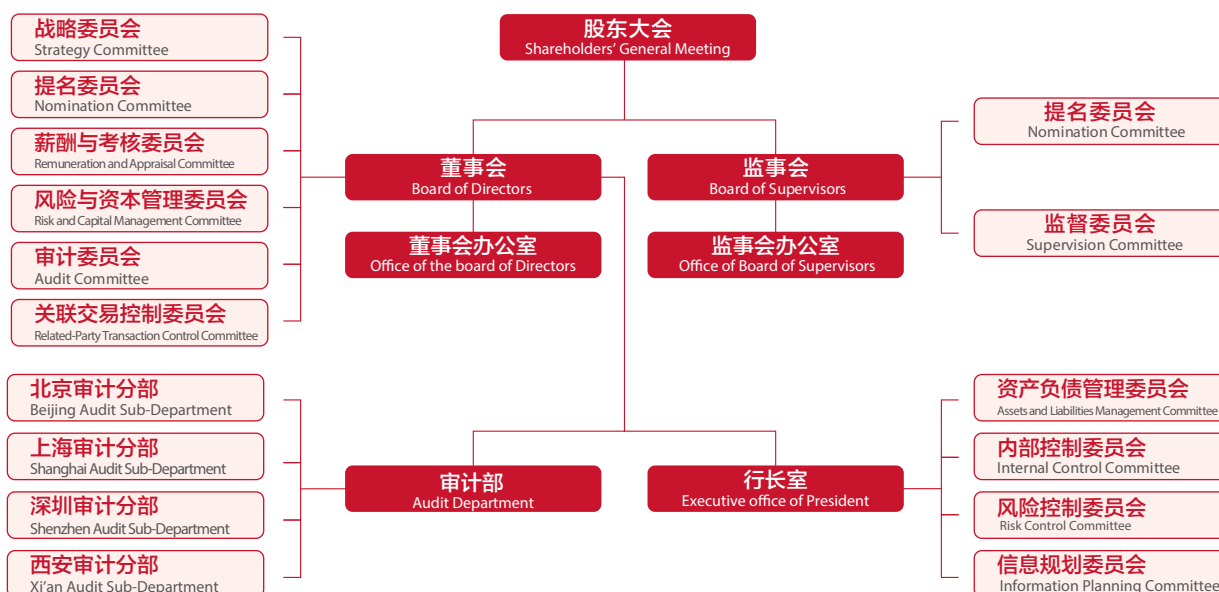 股东大会
Shareholders’ General Meeting
战略委员会
Strategy Committee
提名委员会
Nomination Committee
薪酬与考核委员会
Remuneration and Appraisal Committee
风险与资本管理委员会
Risk and Capital Management Committee
审计委员会
Audit Committee
关联交易控制委员会
Related-Party Transaction Control Committee
董事会
Board of Directors
监事会
Board of Supervisors
董事会办公室
Office of the board of Directors
监事会办公室
Office of Board of Supervisors
提名委员会
Nomination Committee
监督委员会
Supervision Committee
北京审计分部
Beijing Audit Sub-Department
上海审计分部
Shanghai Audit Sub-Department
深圳审计分部
Shenzhen Audit Sub-Department
西安审计分部
Xi’an Audit Sub-Department
审计部
Audit Department
行长室
Executive office of President
资产负债管理委员会
Assets and Liabilities Management Committee
内部控制委员会
Internal Control Committee
风险控制委员会
Risk Control Committee
信息规划委员会
Information Planning Committee